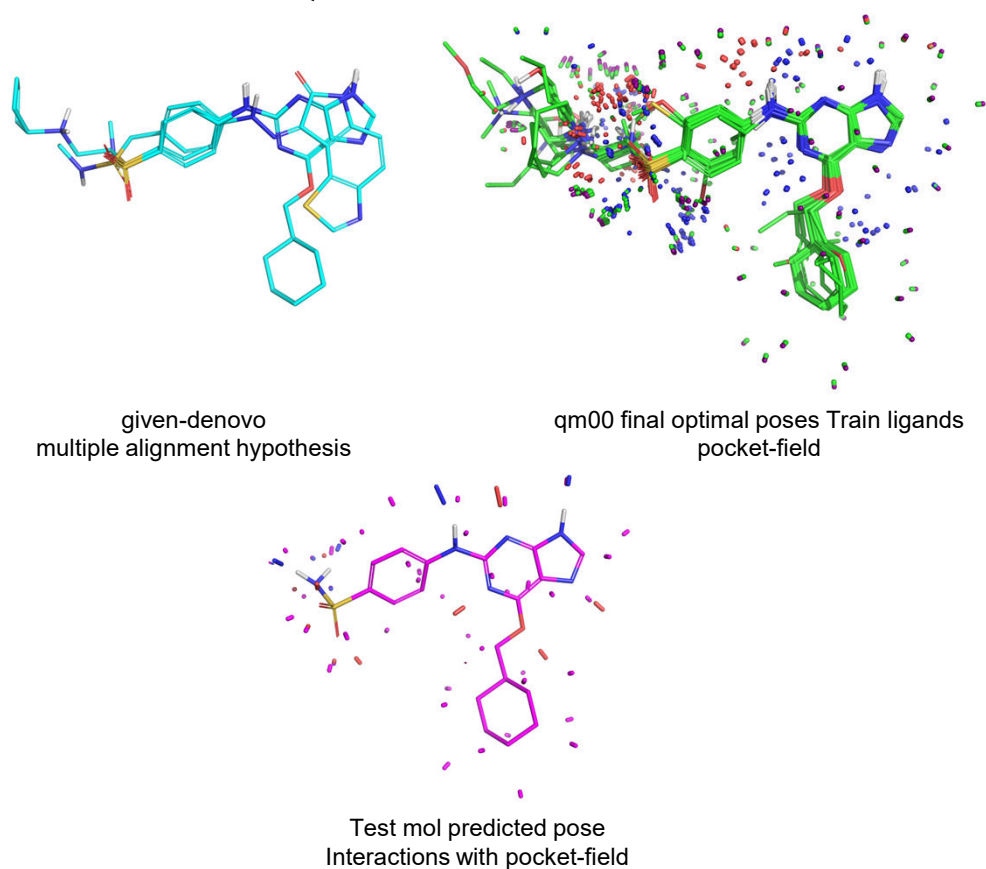 given-denovo
multiple alignment hypothesis
qm00 final optimal poses Train ligands
pocket-field
Test mol predicted pose
Interactions with pocket-field